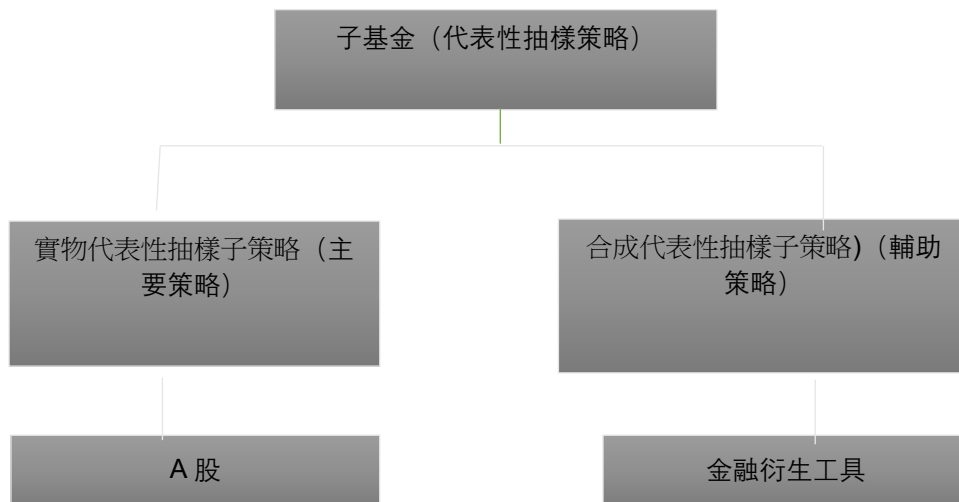 子基金（代表性抽樣策略）
實物代表性抽樣子策略（主
要策略）
合成代表性抽樣子策略)（輔助
策略）
A 股
金融衍生工具